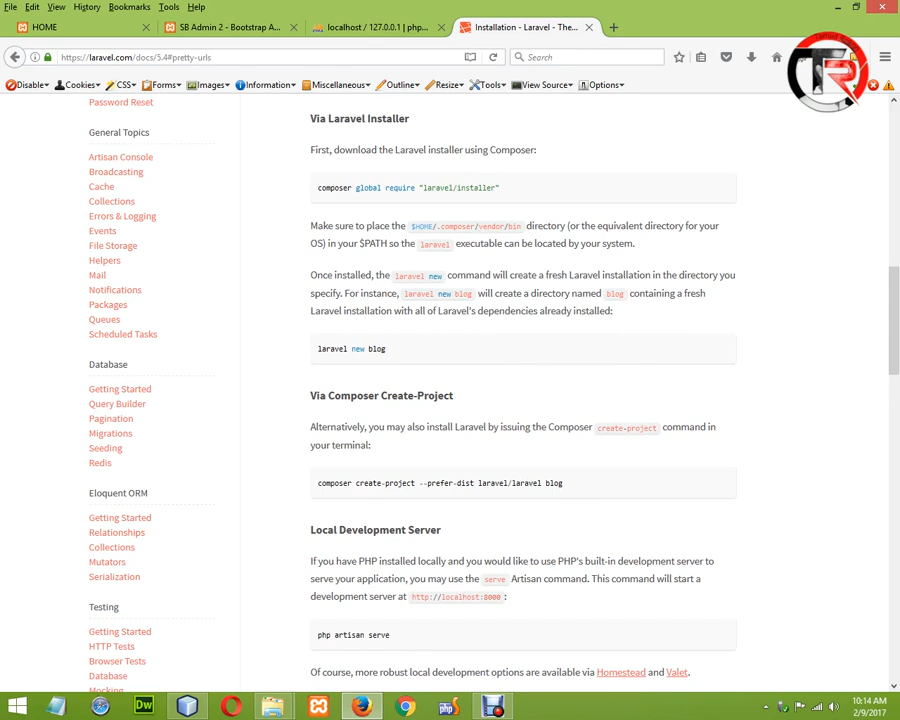 File Edit View History Bookmarks Tools Help
HOME
SB Admin 2 - Bootstrap A...
localhost / 127.0.0.1 | php...
Installation - Laravel - The...
https://laravel.com/docs/5.4#pretty-urls
Search
Disable Cookies CSS Forms Images Information Miscellaneous Outline Resize Tools View Source Options
Password Reset
General Topics
Artisan Console
Broadcasting
Cache
Collections
Errors & Logging
Events
File Storage
Helpers
Mail
Notifications
Packages
Queues
Scheduled Tasks
Database
Getting Started
Query Builder
Pagination
Migrations
Seeding
Redis
Eloquent ORM
Getting Started
Relationships
Collections
Mutators
Serialization
Testing
Getting Started
HTTP Tests
Browser Tests
Database
Mocking
Via Laravel Installer
First, download the Laravel installer using Composer:
composer global require "laravel/installer"
Make sure to place the $HOME/.composer/vendor/bin directory (or the equivalent directory for your
OS) in your $PATH so the laravel executable can be located by your system.
Once installed, the laravel new command will create a fresh Laravel installation in the directory you
specify. For instance, laravel new blog will create a directory named blog containing a fresh
Laravel installation with all of Laravel's dependencies already installed:
laravel new blog
Via Composer Create-Project
Alternatively, you may also install Laravel by issuing the Composer create-project command in
your terminal:
composer create-project --prefer-dist laravel/laravel blog
Local Development Server
If you have PHP installed locally and you would like to use PHP's built-in development server to
serve your application, you may use the serve Artisan command. This command will start a
development server at http://localhost:8000 :
php artisan serve
Of course, more robust local development options are available via Homestead and Valet.
Dw
php
10:14 AM
2/9/2017